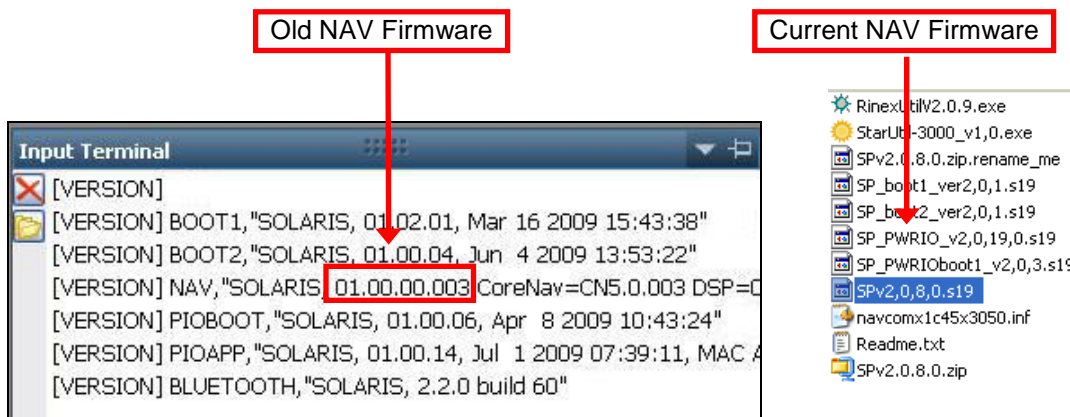 Old NAV Firmware
Current NAV Firmware
Input Terminal
[VERSION]
[VERSION] BOOT1,"SOLARIS, 01.02.01, Mar 16 2009 15:43:38"
[VERSION] BOOT2,"SOLARIS, 01.00.04, Jun 4 2009 13:53:22"
[VERSION] NAV,"SOLARIS, 01.00.00.003 CoreNav=CN5.0.003 DSP=
[VERSION] PIOBOOT,"SOLARIS, 01.00.06, Apr 8 2009 10:43:24"
[VERSION] PIOAPP,"SOLARIS, 01.00.14, Jul 1 2009 07:39:11, MAC
[VERSION] BLUETOOTH,"SOLARIS, 2.2.0 build 60"
RinexUtilV2.0.9.exe
StarUtil-3000_v1,0.exe
SPv2.0.8.0.zip.rename_me
SP_boot1_ver2,0,1.s19
SP_boot2_ver2,0,1.s19
SP_PWRIO_v2,0,19,0.s19
SP_PWRIOboot1_v2,0,3.s19
SPv2,0,8,0.s19
navcomx1c45x3050.inf
Readme.txt
SPv2.0.8.0.zip